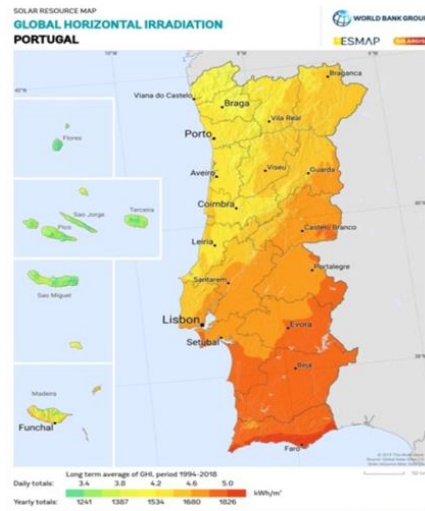 SOLAR RESOURCE MAP
GLOBAL HORIZONTAL IRRADIATION
PORTUGAL
WORLD BANK GROUP
ESMAP
SOLARGIS
Braganca
Viana do Castelo
Braga
Vila Real
Porto
Flores
Aveiro
Viseu
Guarda
Terceira
Sao Jorge
Pico
Coimbra
Castelo Branco
Leiria
Portalegre
Santarem
Sao Miguel
Lisbon
Evora
Setubal
Beja
Madeira
Funchal
Faro
Long term average of GHI, period 1994-2018
Daily totals: 3.4 3.8 4.2 4.6 5.0
kWh/m²
Yearly totals: 1241 1387 1534 1680 1826